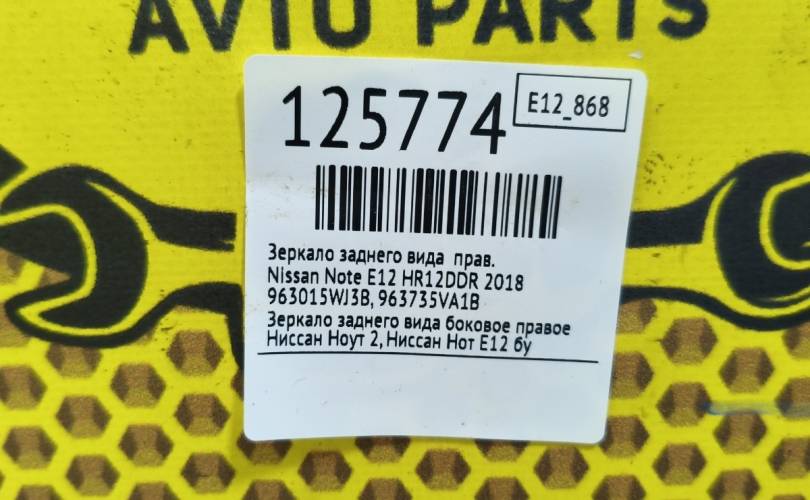 AVTO PARTS
125774
E12_868
Зеркало заднего вида прав.
Nissan Note E12 HR12DDR 2018
963015WJ3B, 963735VA1B
Зеркало заднего вида боковое правое
Ниссан Ноут 2, Ниссан Нот Е12 бу